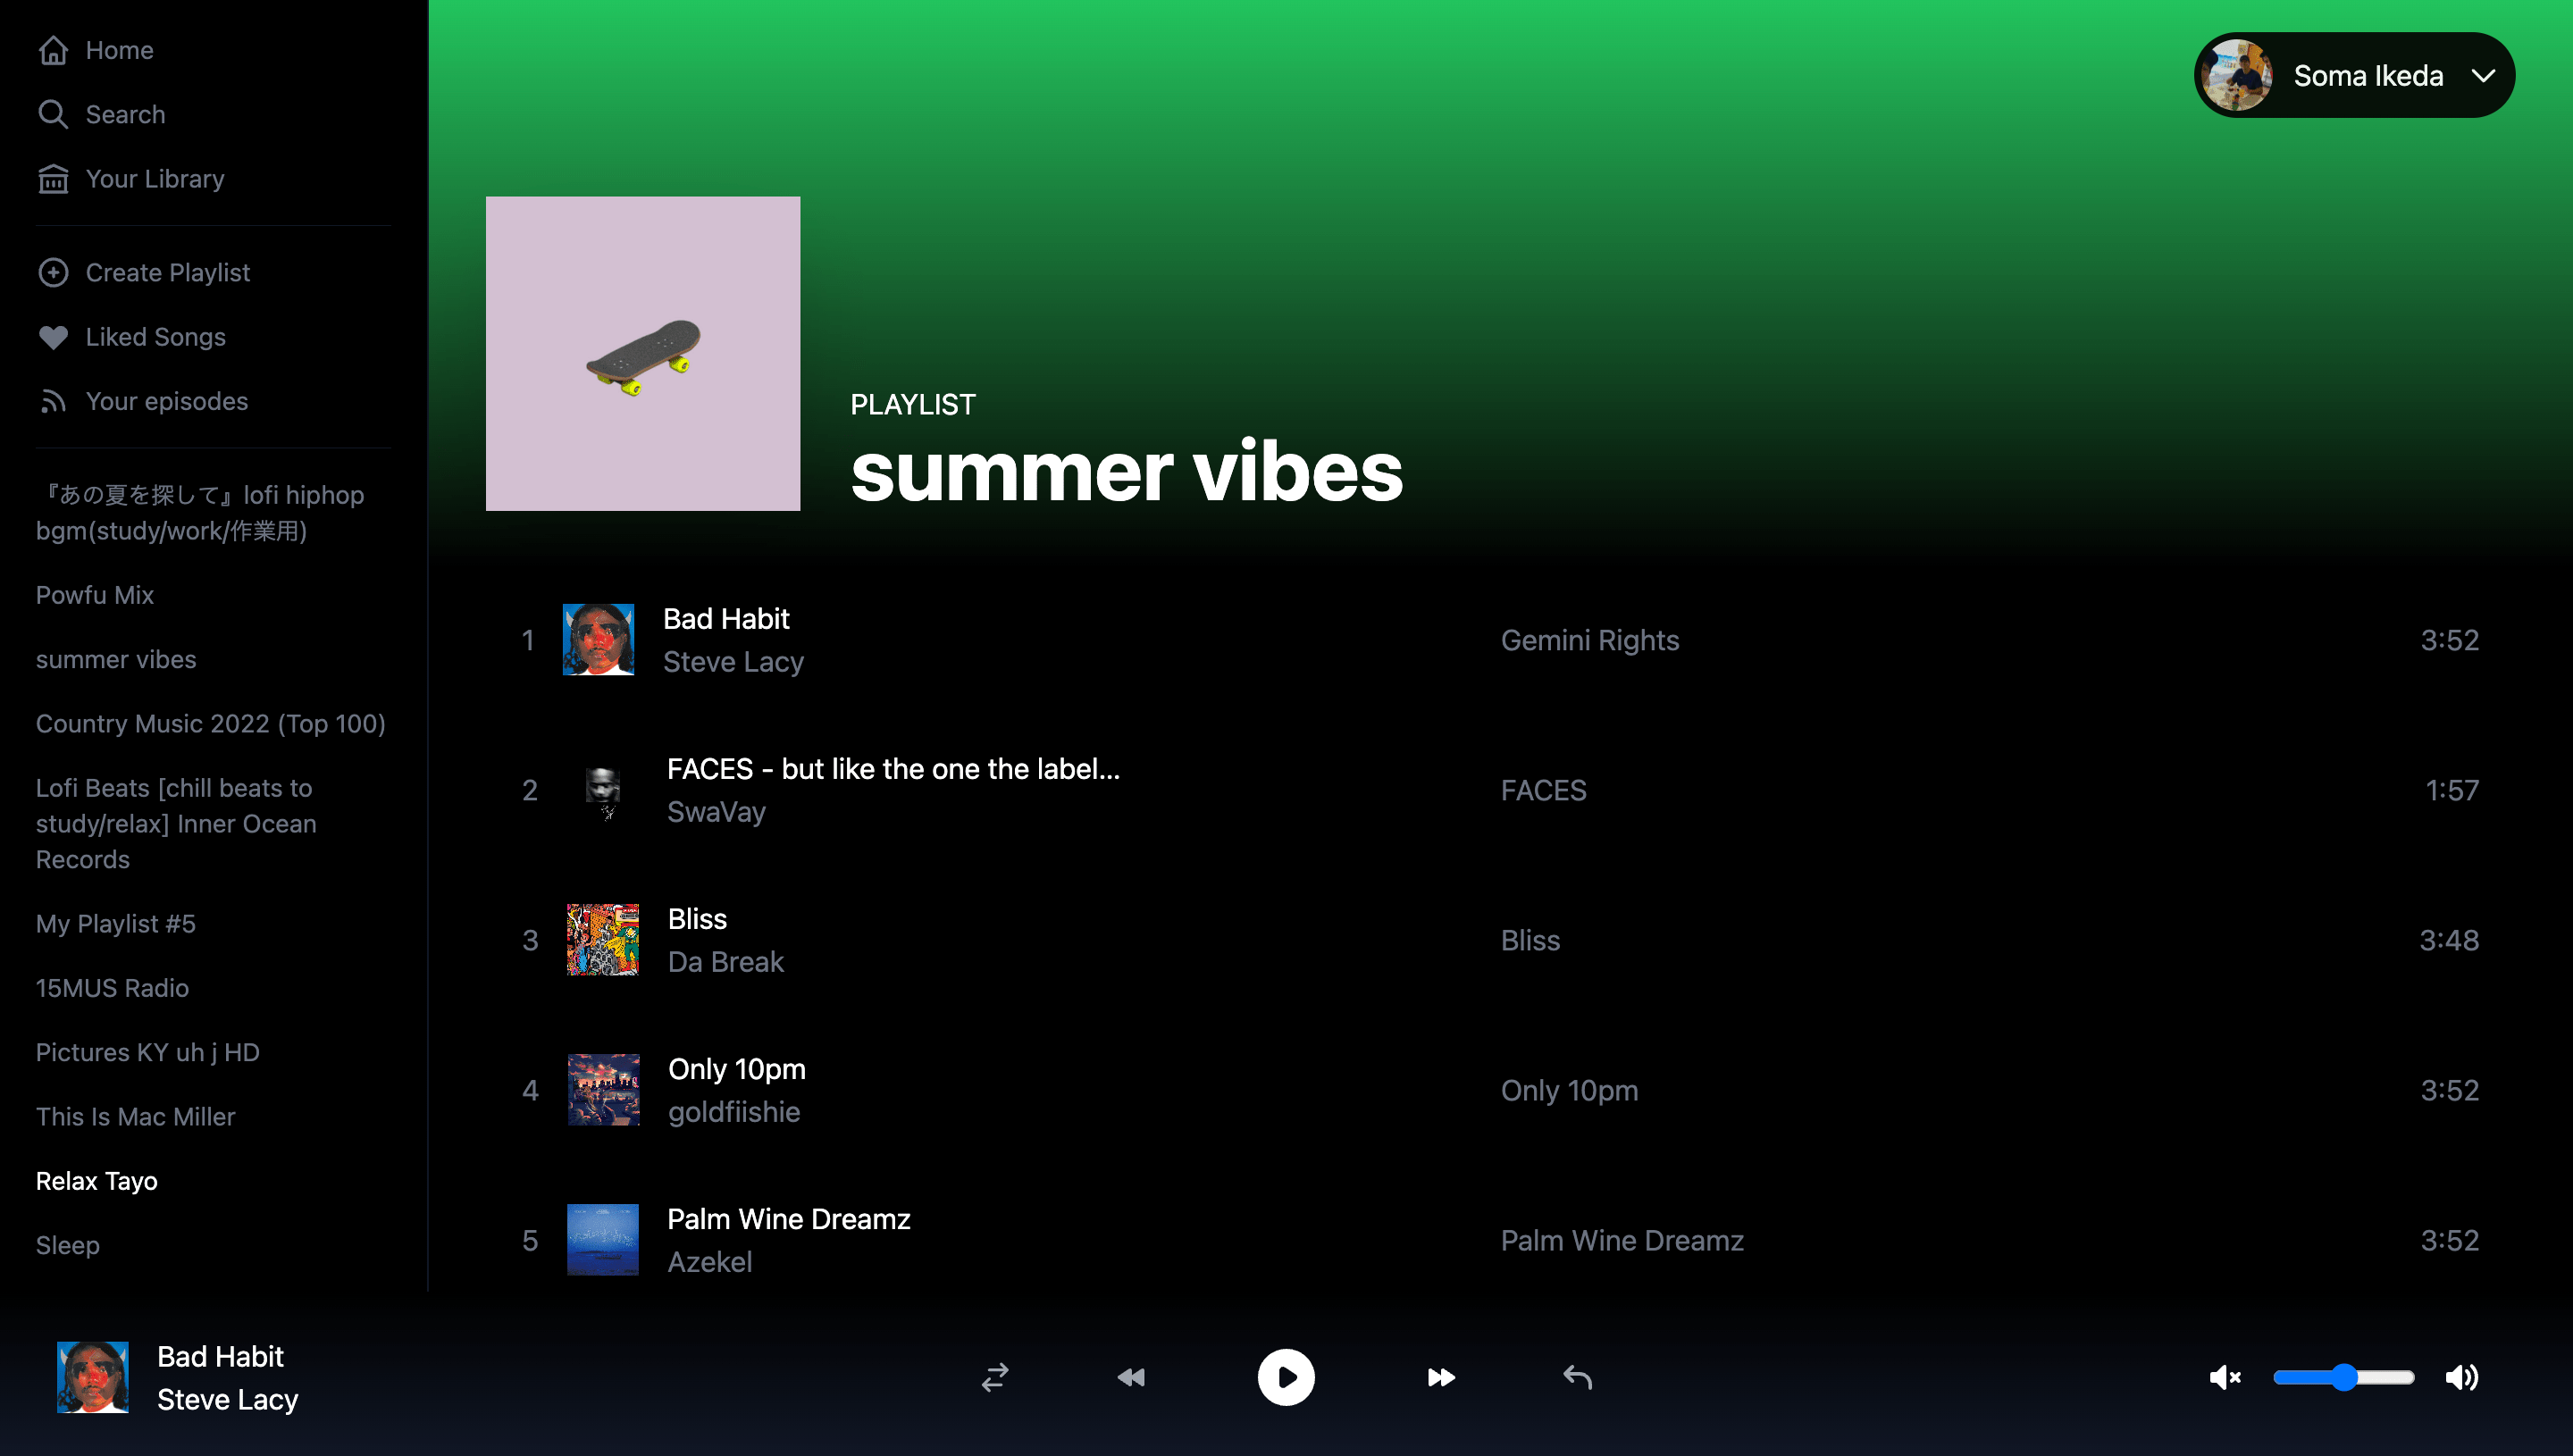 Home
Search
Your Library
Create Playlist
Liked Songs
Your episodes
『あの夏を探して』lofi hiphop
bgm(study/work/作業用)
Powfu Mix
summer vibes
Country Music 2022 (Top 100)
Lofi Beats [chill beats to
study/relax] Inner Ocean
Records
My Playlist #5
15MUS Radio
Pictures KY uh j HD
This Is Mac Miller
Relax Tayo
Sleep
Soma Ikeda
PLAYLIST
summer vibes
1 Bad Habit
Steve Lacy
Gemini Rights
3:52
2 FACES - but like the one the label...
SwaVay
FACES
1:57
3 Bliss
Da Break
Bliss
3:48
4 Only 10pm
goldfiishie
Only 10pm
3:52
5 Palm Wine Dreamz
Azekel
Palm Wine Dreamz
3:52
Bad Habit
Steve Lacy